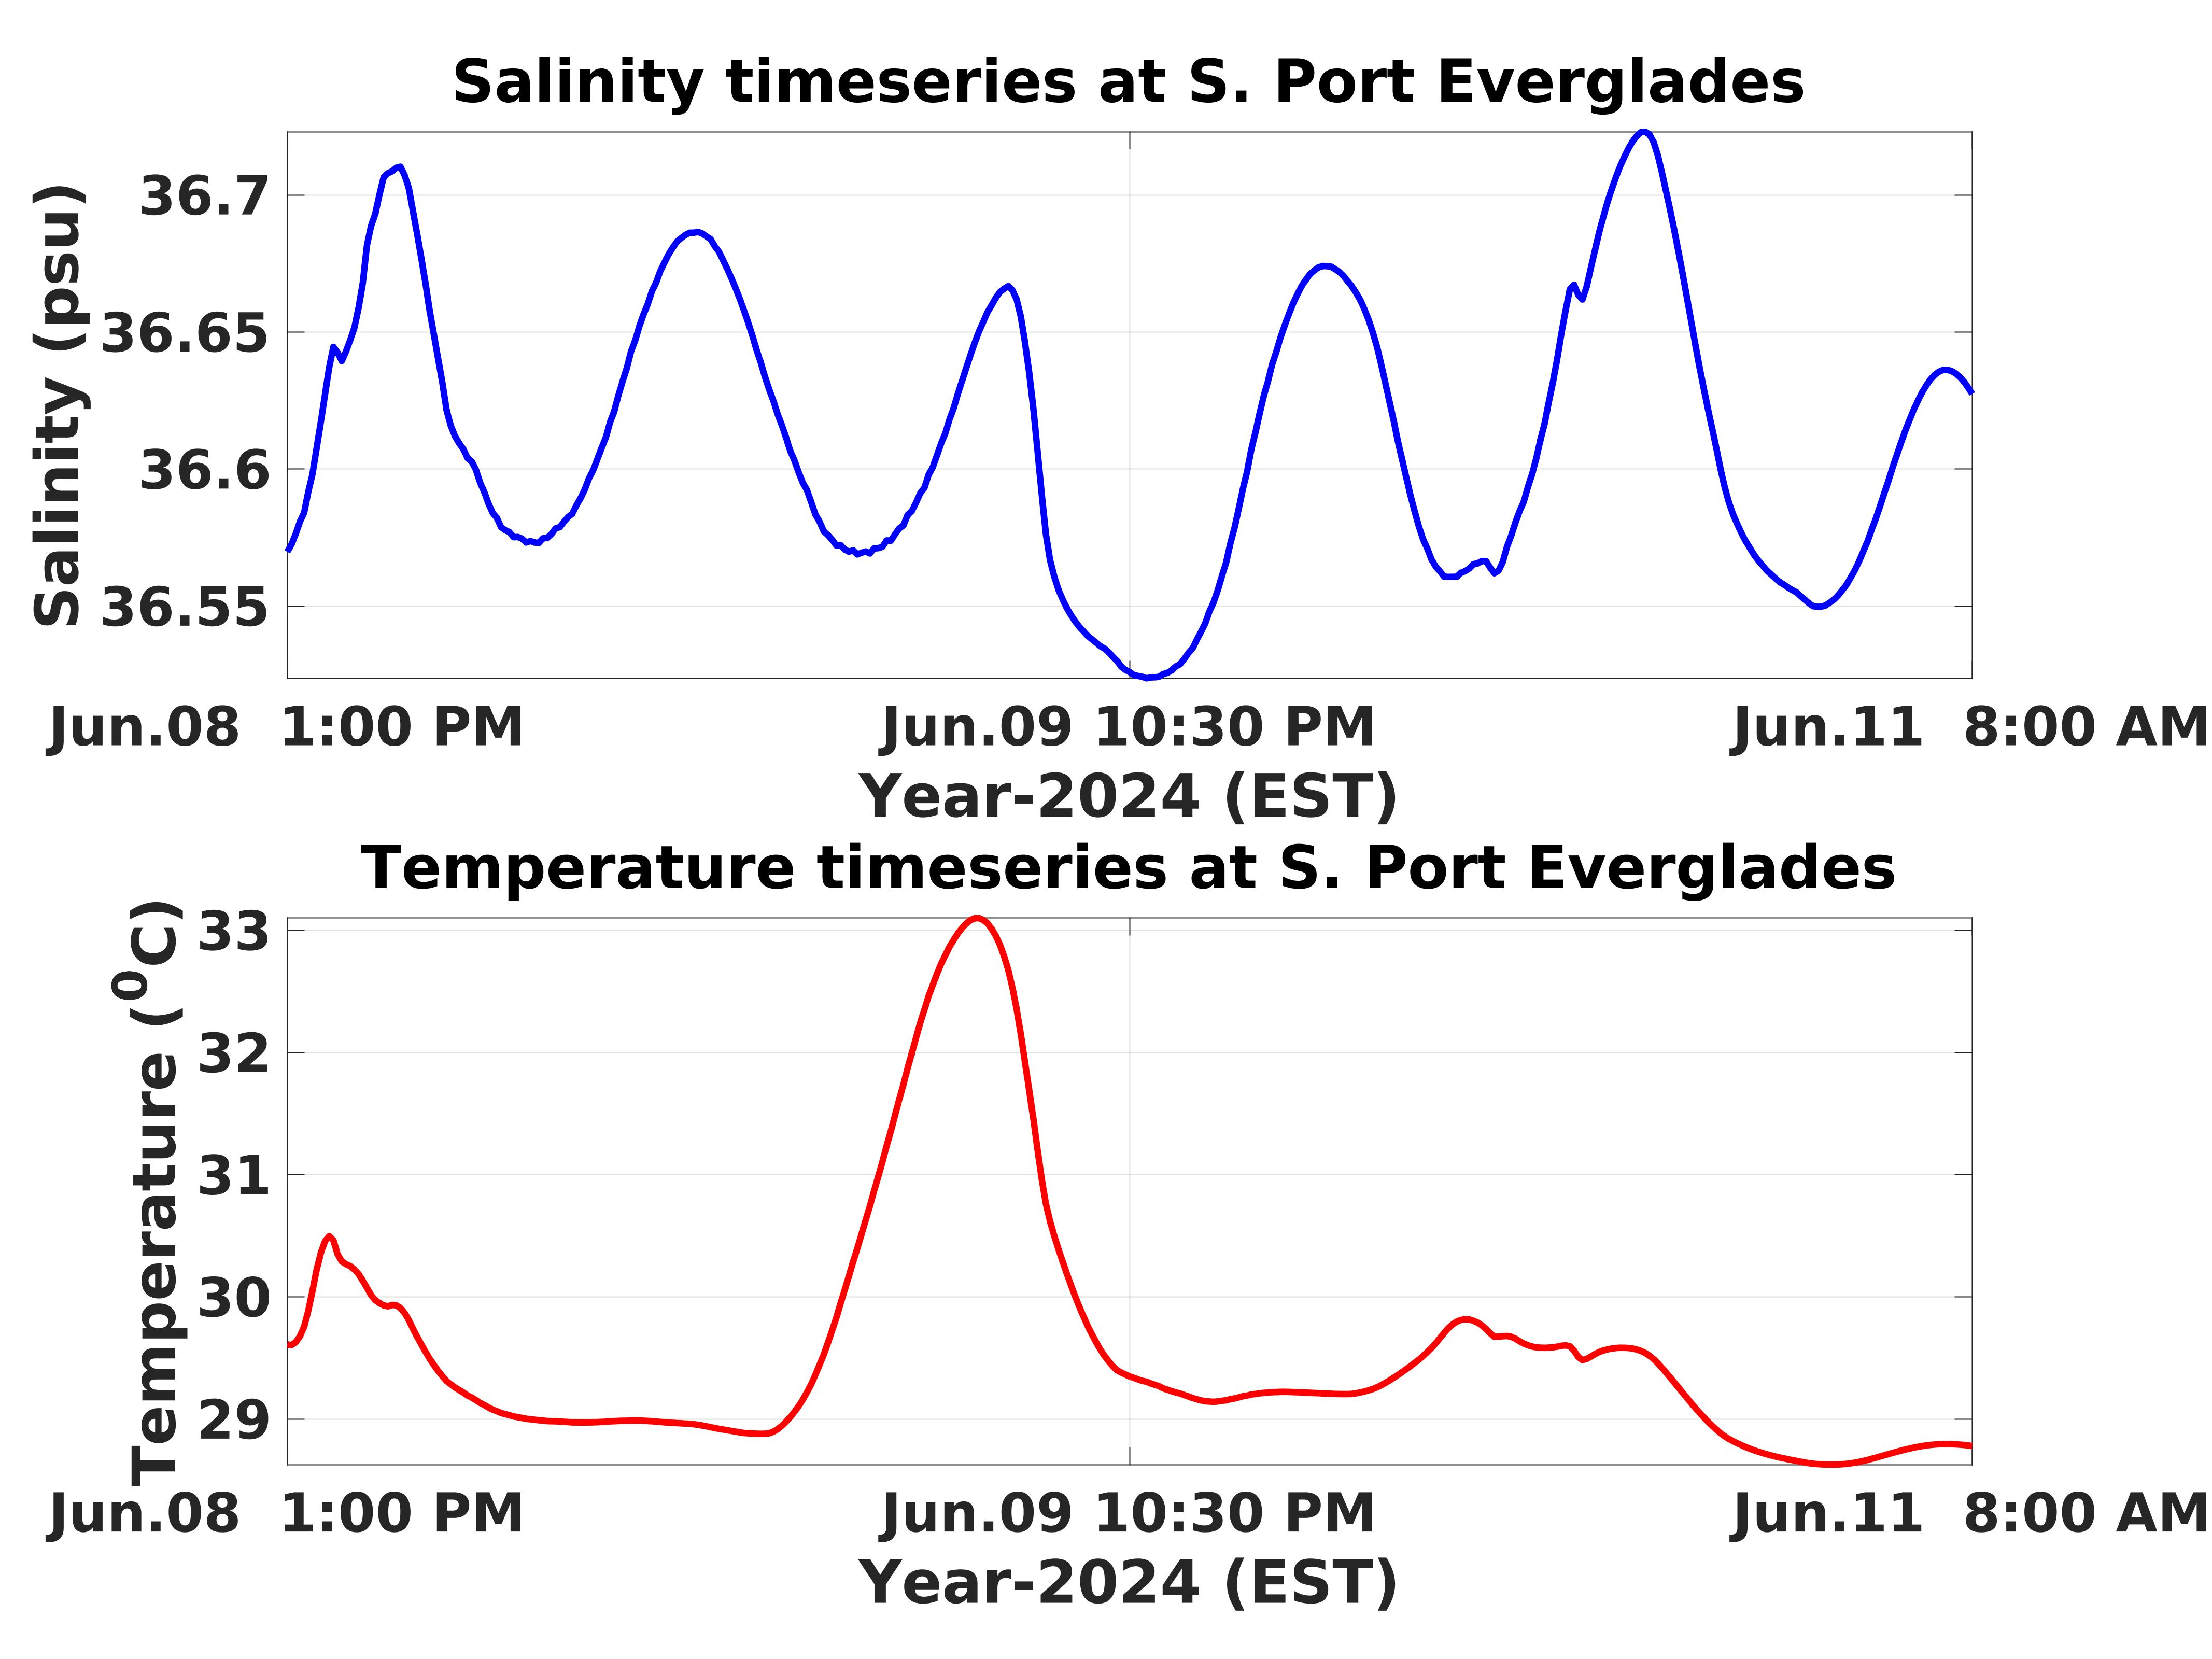 Salinity timeseries at S. Port Everglades
Salinity (psu)
36.7
36.65
36.6
36.55
Jun.08  1:00 PM
Jun.09 10:30 PM
Jun.11  8:00 AM
Year-2024 (EST)
Temperature timeseries at S. Port Everglades
Temperature (⁰C)
33
32
31
30
29
Jun.08  1:00 PM
Jun.09 10:30 PM
Jun.11  8:00 AM
Year-2024 (EST)